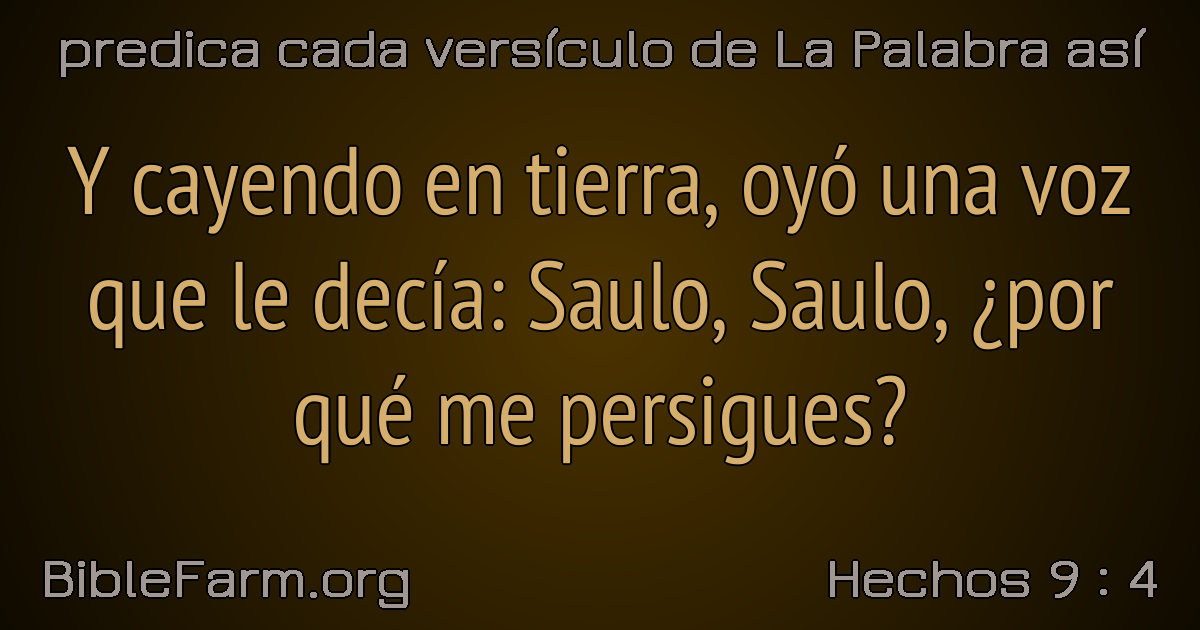 predica cada versículo de La Palabra así
Y cayendo en tierra, oyó una voz
que le decía: Saulo, Saulo, ¿por
qué me persigues?
BibleFarm.org
Hechos 9 : 4